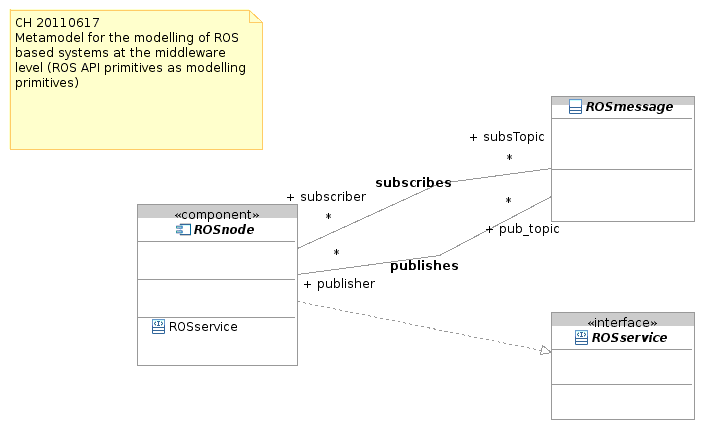 CH 20110617
Metamodel for the modelling of ROS
based systems at the middleware
level (ROS API primitives as modelling
primitives)
ROSmessage
+ subsTopic
*
subscribes
+ subscriber
*
*
+ pub_topic
publishes
*
+ publisher
«component»
ROSnode
ROSservice
«interface»
ROSservice